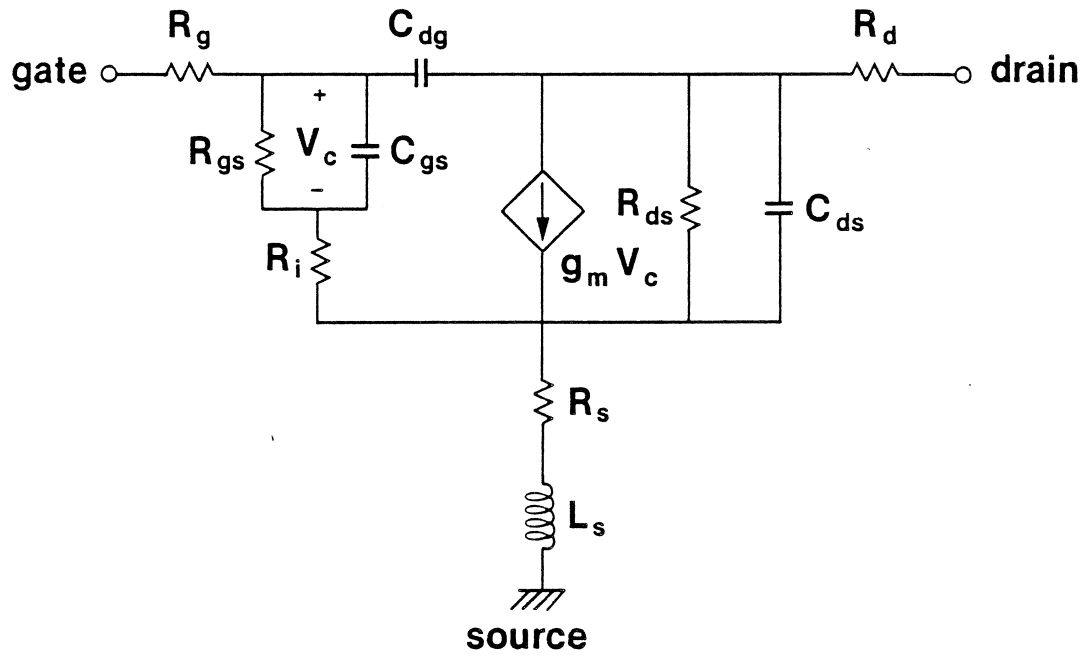 R_g
C_dg
R_d
gate
drain
+
R_gs
V_c
C_gs
−
R_i
R_ds
C_ds
g_m V_c
R_s
L_s
source